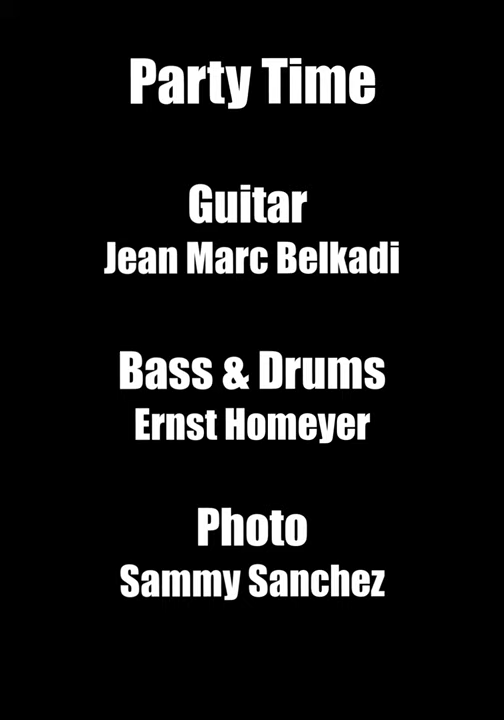 Party Time
Guitar
Jean Marc Belkadi
Bass & Drums
Ernst Homeyer
Photo
Sammy Sanchez